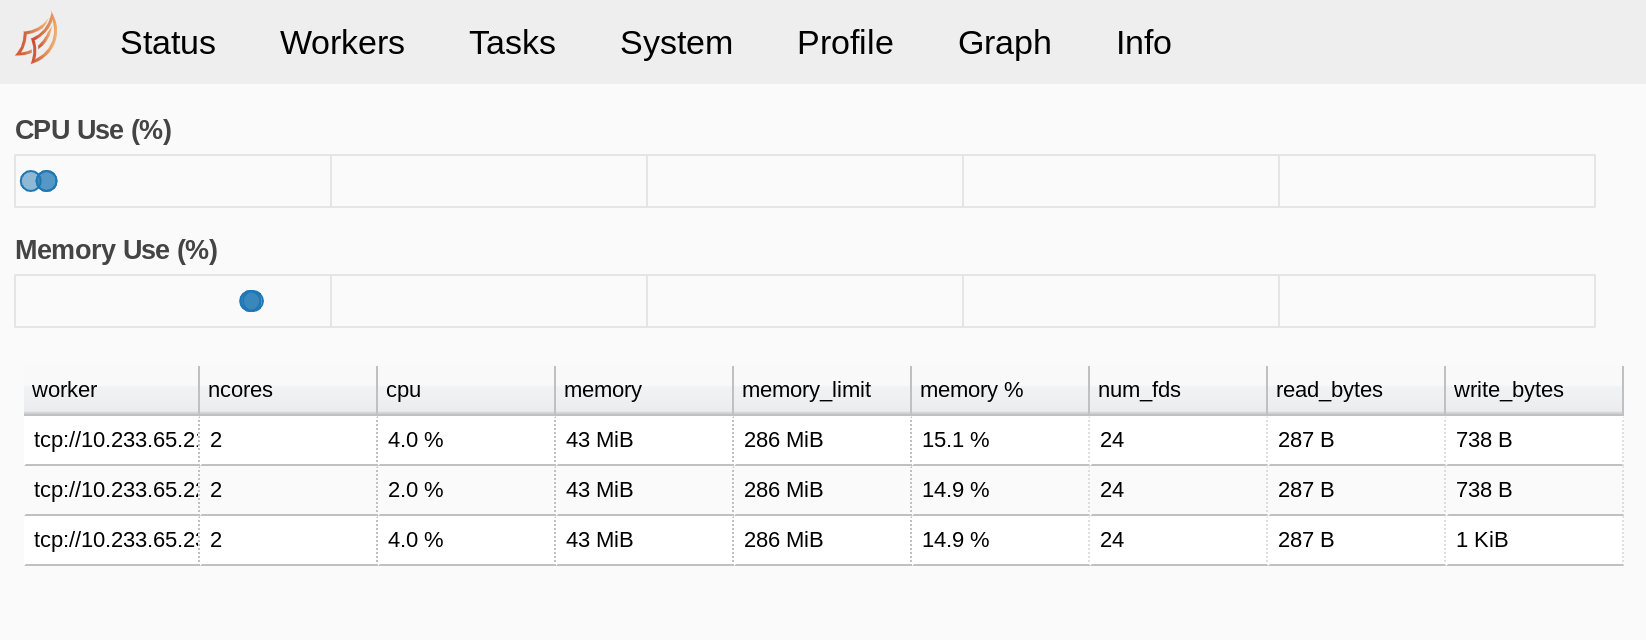 Status Workers Tasks System Profile Graph Info
CPU Use (%)
Memory Use (%)
worker ncores cpu memory memory_limit memory % num_fds read_bytes write_bytes
tcp://10.233.65.2 2 4.0 % 43 MiB 286 MiB 15.1 % 24 287 B 738 B
tcp://10.233.65.2 2 2.0 % 43 MiB 286 MiB 14.9 % 24 287 B 738 B
tcp://10.233.65.2 2 4.0 % 43 MiB 286 MiB 14.9 % 24 287 B 1 KiB